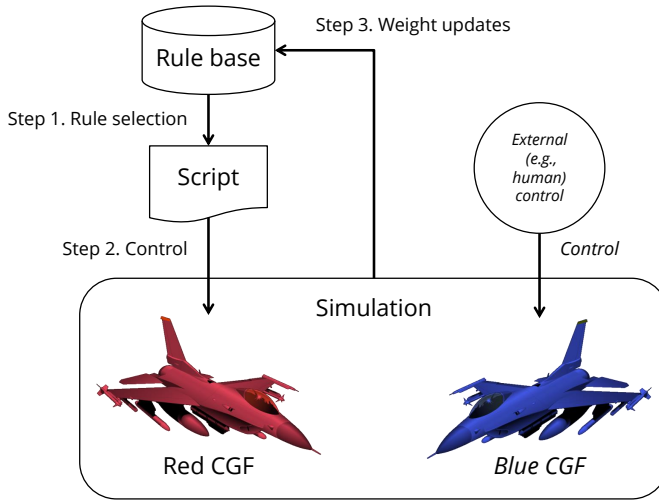 Step 3. Weight updates
Rule base
Step 1. Rule selection
External
(e.g.,
human)
control
Script
Step 2. Control
Control
Simulation
Red CGF
Blue CGF